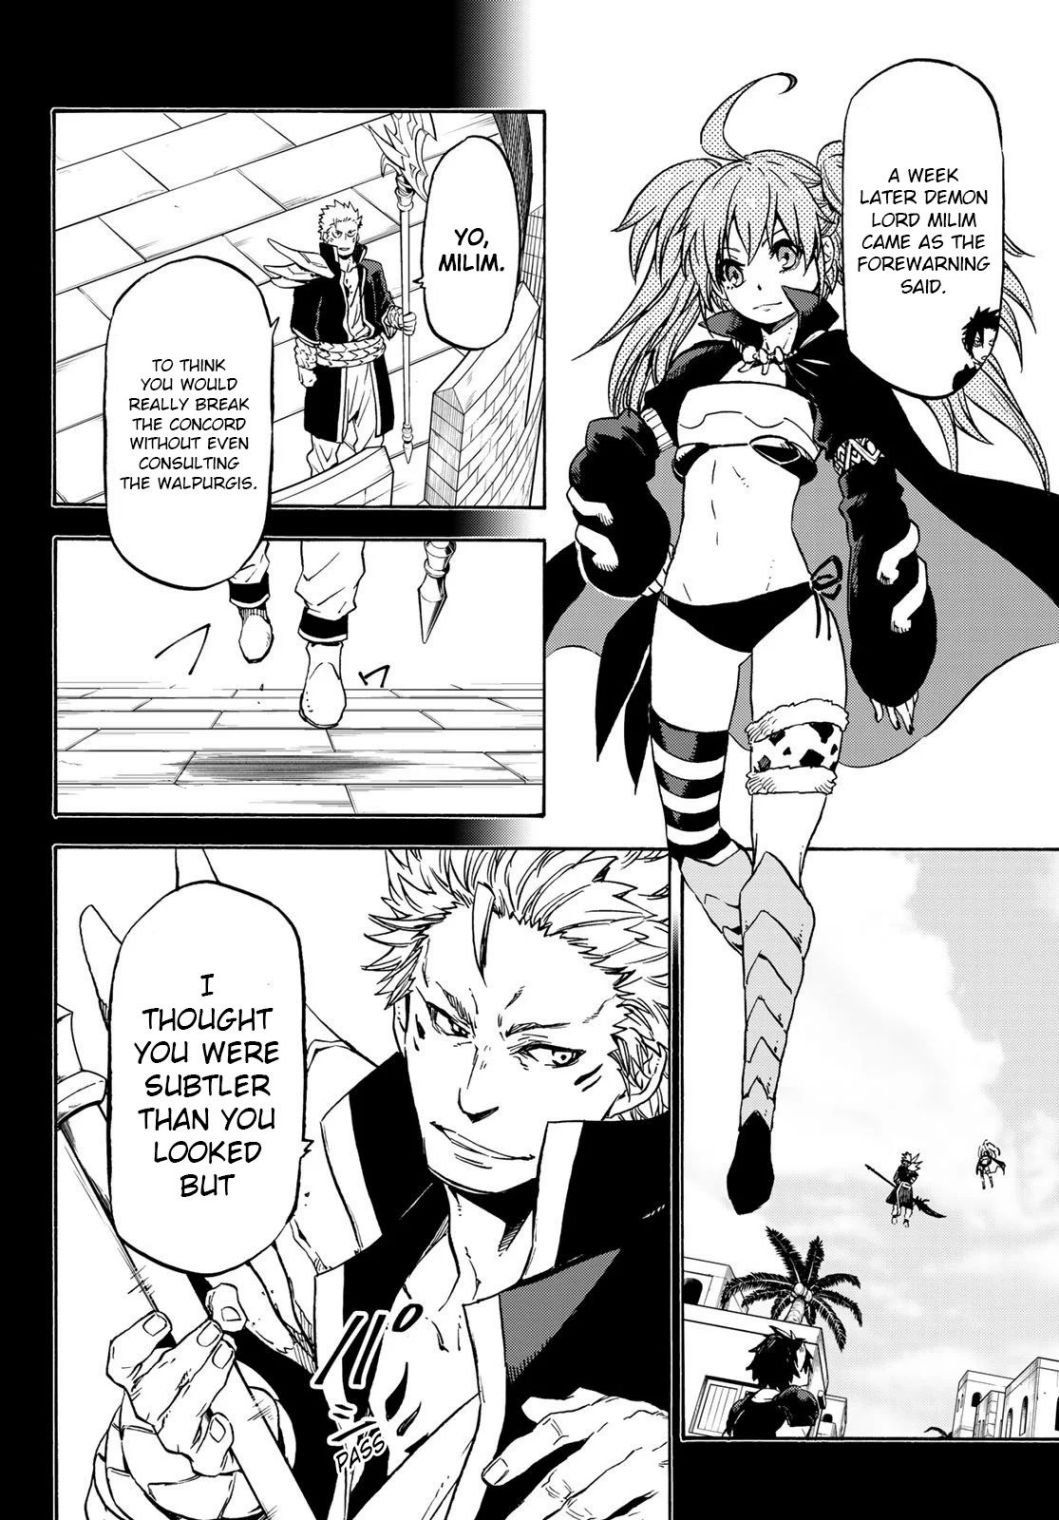 A WEEK
LATER DEMON
LORD MILIM
CAME AS THE
FOREWARNING
SAID.
YO,
MILIM.
TO THINK
YOU WOULD
REALLY BREAK
THE CONCORD
WITHOUT EVEN
CONSULTING
THE WALPURGIS.
I
THOUGHT
YOU WERE
SUBTLER
THAN YOU
LOOKED
BUT
PASS